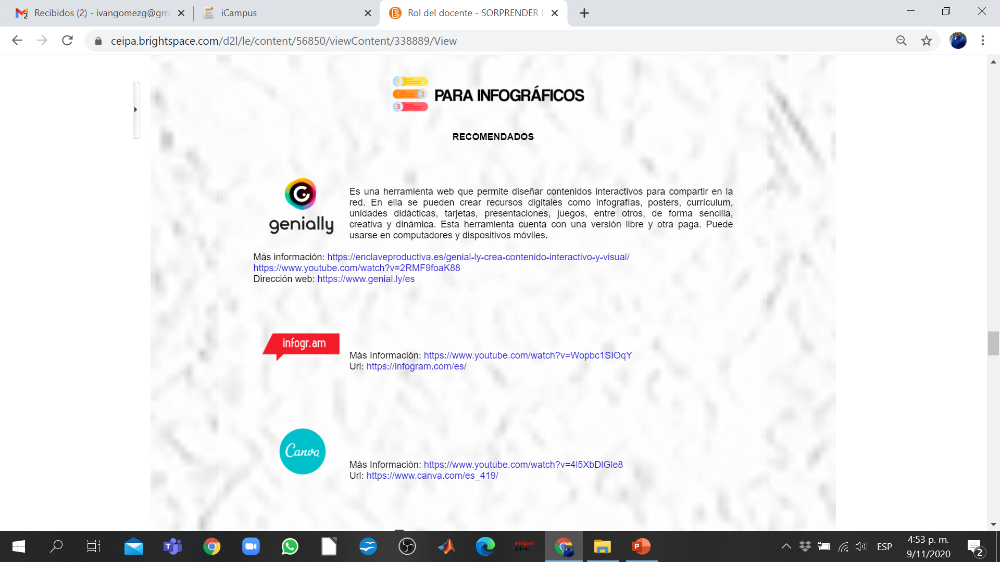 Recibidos (2) - ivangomezg@gm
iCampus
Rol del docente - SORPRENDER
ceipa.brightspace.com/d2l/le/content/56850/viewContent/338889/View
1
2
3
PARA INFOGRÁFICOS
RECOMENDADOS
genially
Es una herramienta web que permite diseñar contenidos interactivos para compartir en la
red. En ella se pueden crear recursos digitales como infografías, posters, currículum,
unidades didácticas, tarjetas, presentaciones, juegos, entre otros, de forma sencilla,
creativa y dinámica. Esta herramienta cuenta con una versión libre y otra paga. Puede
usarse en computadores y dispositivos móviles.
Más información: https://enclaveproductiva.es/genial-ly-crea-contenido-interactivo-y-visual/
https://www.youtube.com/watch?v=2RMF9foaK88
Dirección web: https://www.genial.ly/es
infogr.am
Más Información: https://www.youtube.com/watch?v=Wopbc1SIOqY
Url: https://infogram.com/es/
Canva
Más Información: https://www.youtube.com/watch?v=4l5XbDlGle8
Url: https://www.canva.com/es_419/
Project
Libre.
ESP
4:53 p. m.
9/11/2020
2